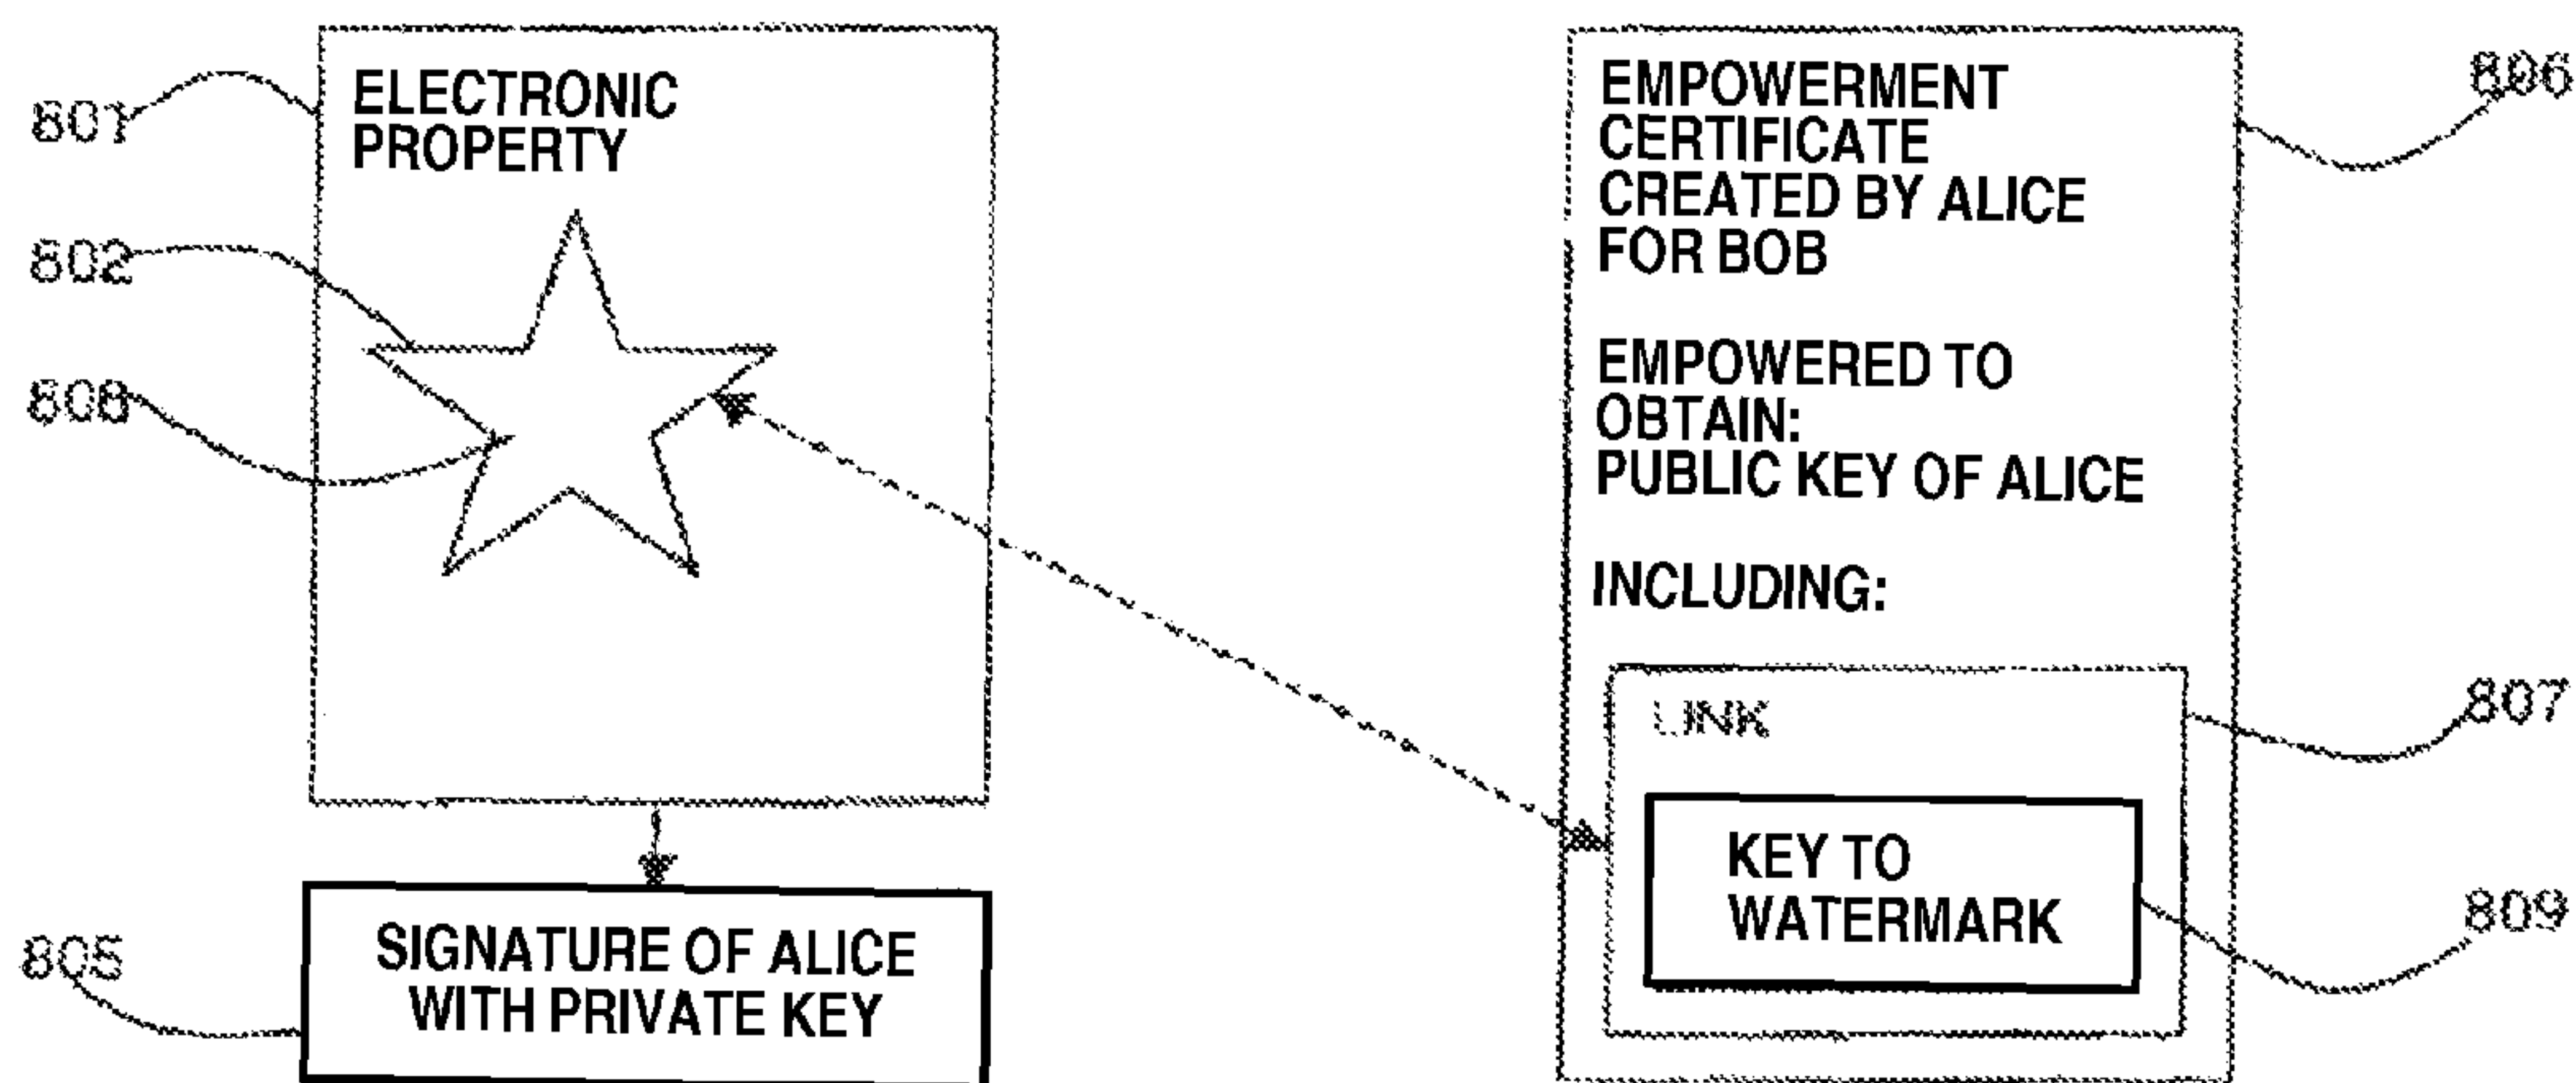 801
ELECTRONIC
PROPERTY
802
808
805
SIGNATURE OF ALICE
WITH PRIVATE KEY
806
EMPOWERMENT
CERTIFICATE
CREATED BY ALICE
FOR BOB
EMPOWERED TO
OBTAIN:
PUBLIC KEY OF ALICE
INCLUDING:
LINK
807
KEY TO
WATERMARK
809